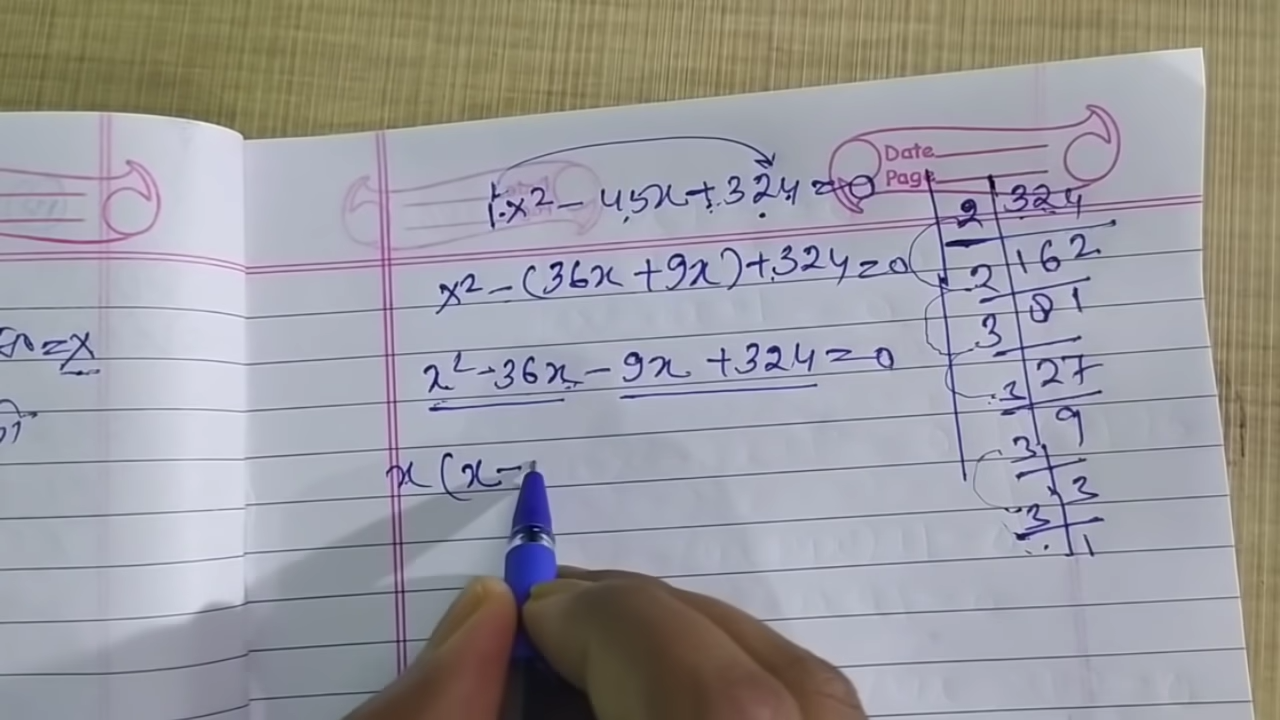 Date
Page
1·x² - 45x + 324 = 0
x² - (36x + 9x) + 324 = 0
x² - 36x - 9x + 324 = 0
x (x -
2 324
2 162
3 81
3 27
3 9
3 3
1
= x